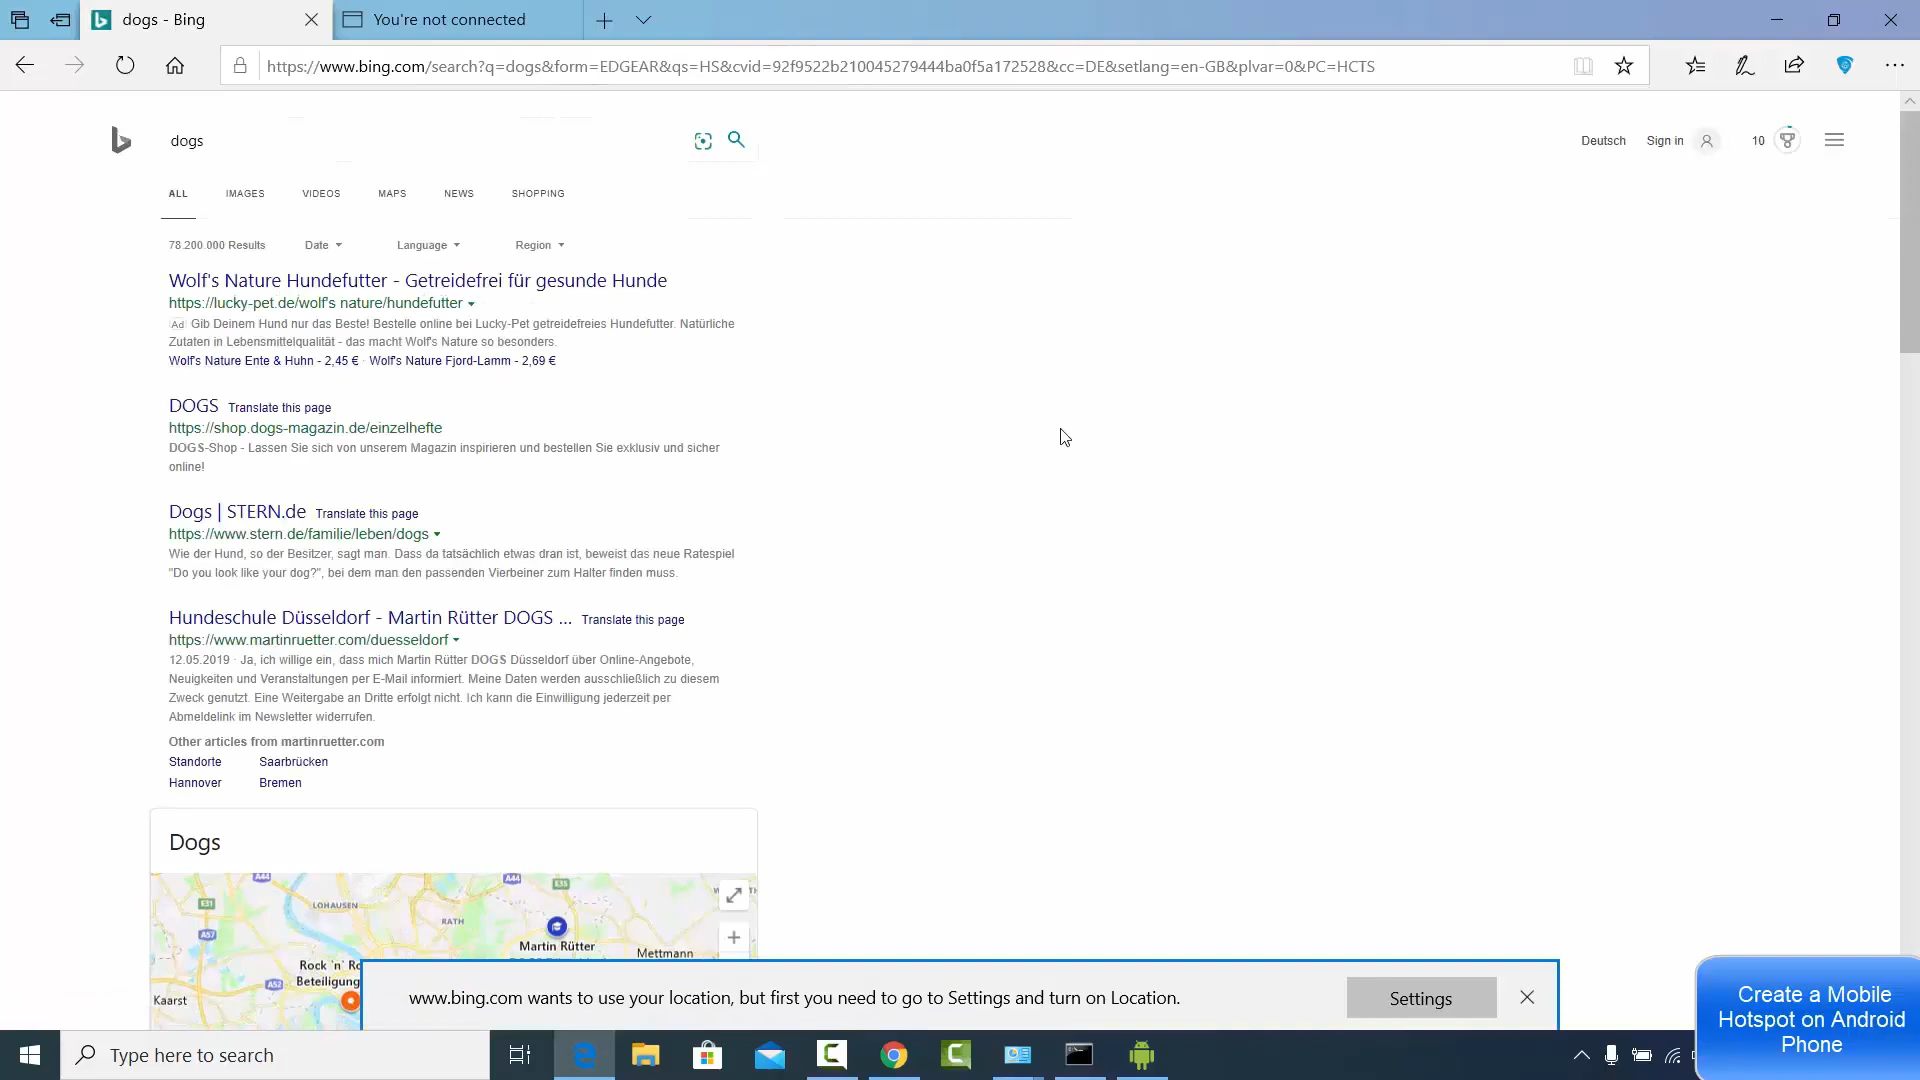 dogs - Bing
You're not connected
https://www.bing.com/search?q=dogs&form=EDGEAR&qs=HS&cvid=92f9522b210045279444ba0f5a172528&cc=DE&setlang=en-GB&plvar=0&PC=HCTS
dogs
Deutsch Sign in 10
ALL IMAGES VIDEOS MAPS NEWS SHOPPING
78.200.000 Results Date Language Region
Wolf's Nature Hundefutter - Getreidefrei für gesunde Hunde
https://lucky-pet.de/wolf's nature/hundefutter
Ad Gib Deinem Hund nur das Beste! Bestelle online bei Lucky-Pet getreidefreies Hundefutter. Natürliche
Zutaten in Lebensmittelqualität - das macht Wolf's Nature so besonders.
Wolf's Nature Ente & Huhn - 2,45 € · Wolf's Nature Fjord-Lamm - 2,69 €
DOGS Translate this page
https://shop.dogs-magazin.de/einzelhefte
DOGS-Shop - Lassen Sie sich von unserem Magazin inspirieren und bestellen Sie exklusiv und sicher
online!
Dogs | STERN.de Translate this page
https://www.stern.de/familie/leben/dogs
Wie der Hund, so der Besitzer, sagt man. Dass da tatsächlich etwas dran ist, beweist das neue Ratespiel
"Do you look like your dog?", bei dem man den passenden Vierbeiner zum Halter finden muss.
Hundeschule Düsseldorf - Martin Rütter DOGS ... Translate this page
https://www.martinruetter.com/duesseldorf
12.05.2019 · Ja, ich willige ein, dass mich Martin Rütter DOGS Düsseldorf über Online-Angebote,
Neuigkeiten und Veranstaltungen per E-Mail informiert. Meine Daten werden ausschließlich zu diesem
Zweck genutzt. Eine Weitergabe an Dritte erfolgt nicht. Ich kann die Einwilligung jederzeit per
Abmeldelink im Newsletter widerrufen.
Other articles from martinruetter.com
Standorte Saarbrücken
Hannover Bremen
Dogs
A44 A44 E35
E31 LOHAUSEN
RATH
A57
Martin Rütter
Mettmann
Rock 'n' Ro
Beteiligung
A52
Kaarst
www.bing.com wants to use your location, but first you need to go to Settings and turn on Location.
Settings
Create a Mobile
Hotspot on Android
Phone
Type here to search